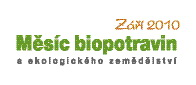 Září 2010
Měsíc biopotravin
a ekologického zemědělství